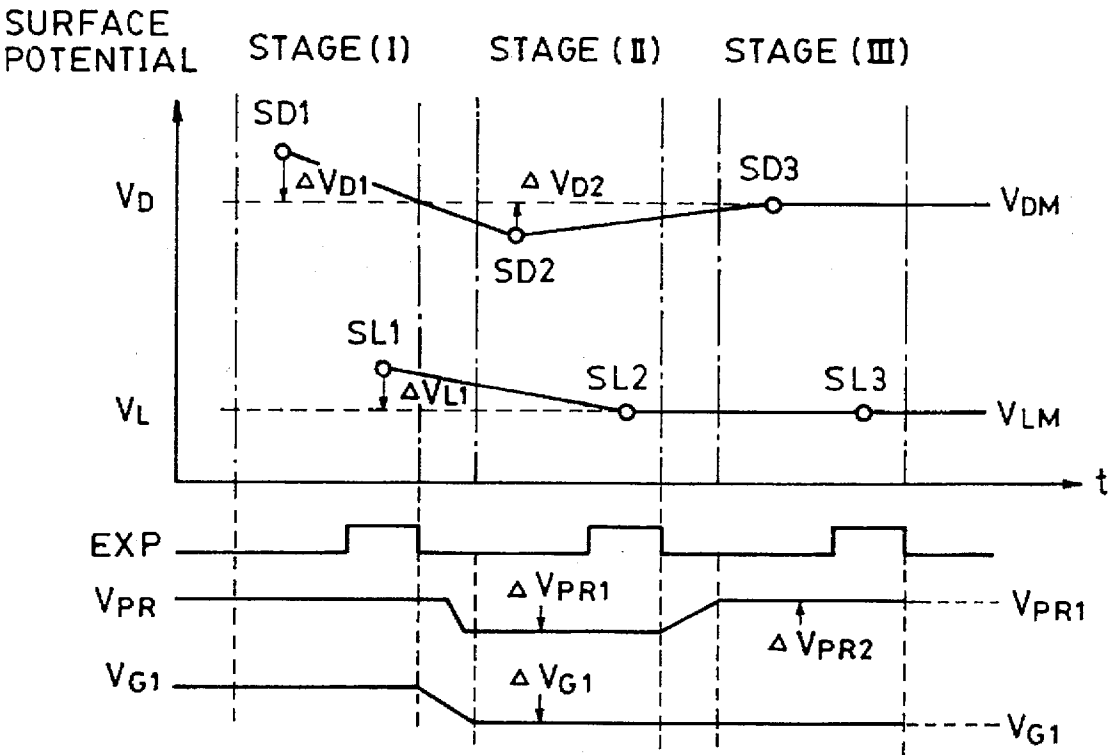 SURFACE
POTENTIAL
STAGE (I)
STAGE (II)
STAGE (III)
SD1
ΔVD1
ΔVD2
SD3
VD
VDM
SD2
SL1
ΔVL1
SL2
SL3
VL
VLM
t
EXP
VPR
ΔVPR1
VPR1
ΔVPR2
VG1
ΔVG1
VG1